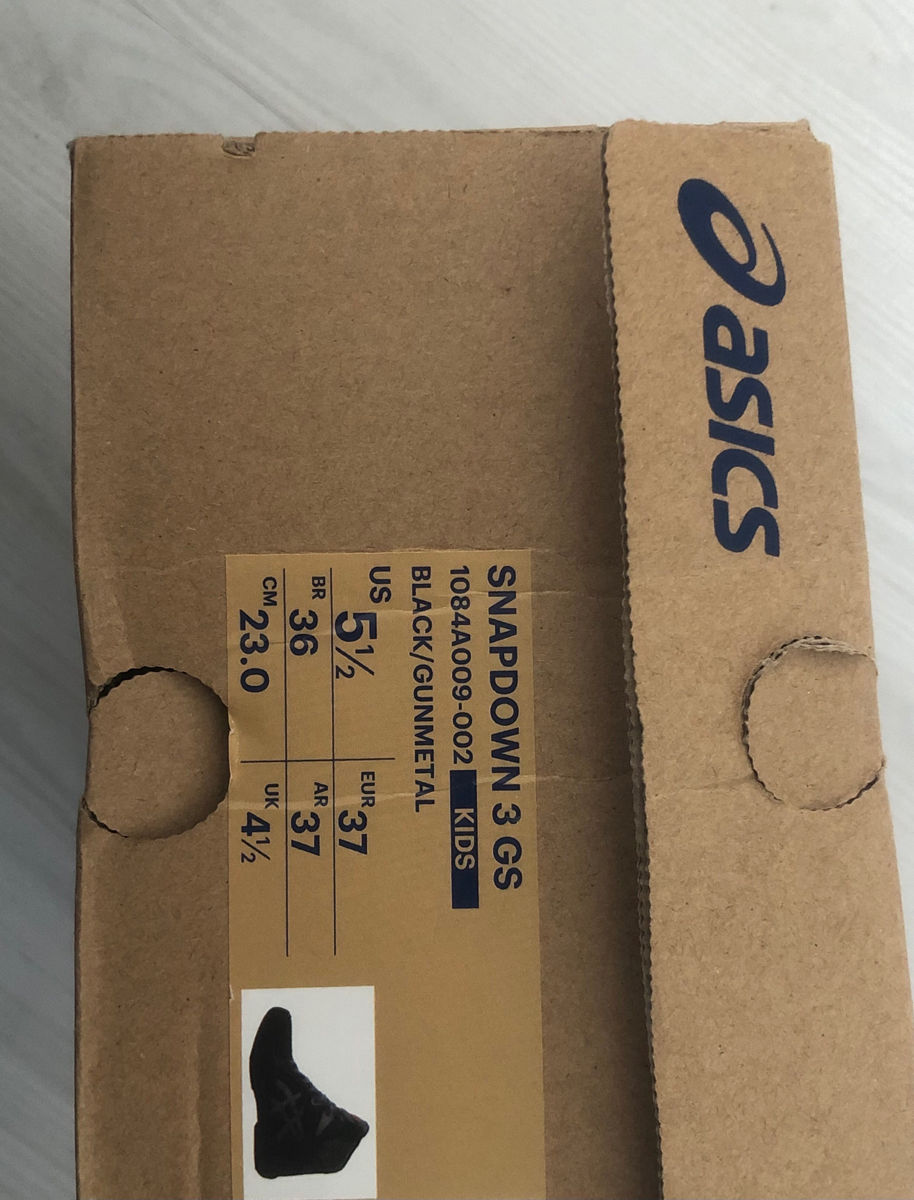 asics
SNAPDOWN 3 GS
1084A009-002 KIDS
BLACK/GUNMETAL
US 5½ EUR 37
BR 36 AR 37
CM 23.0 UK 4½